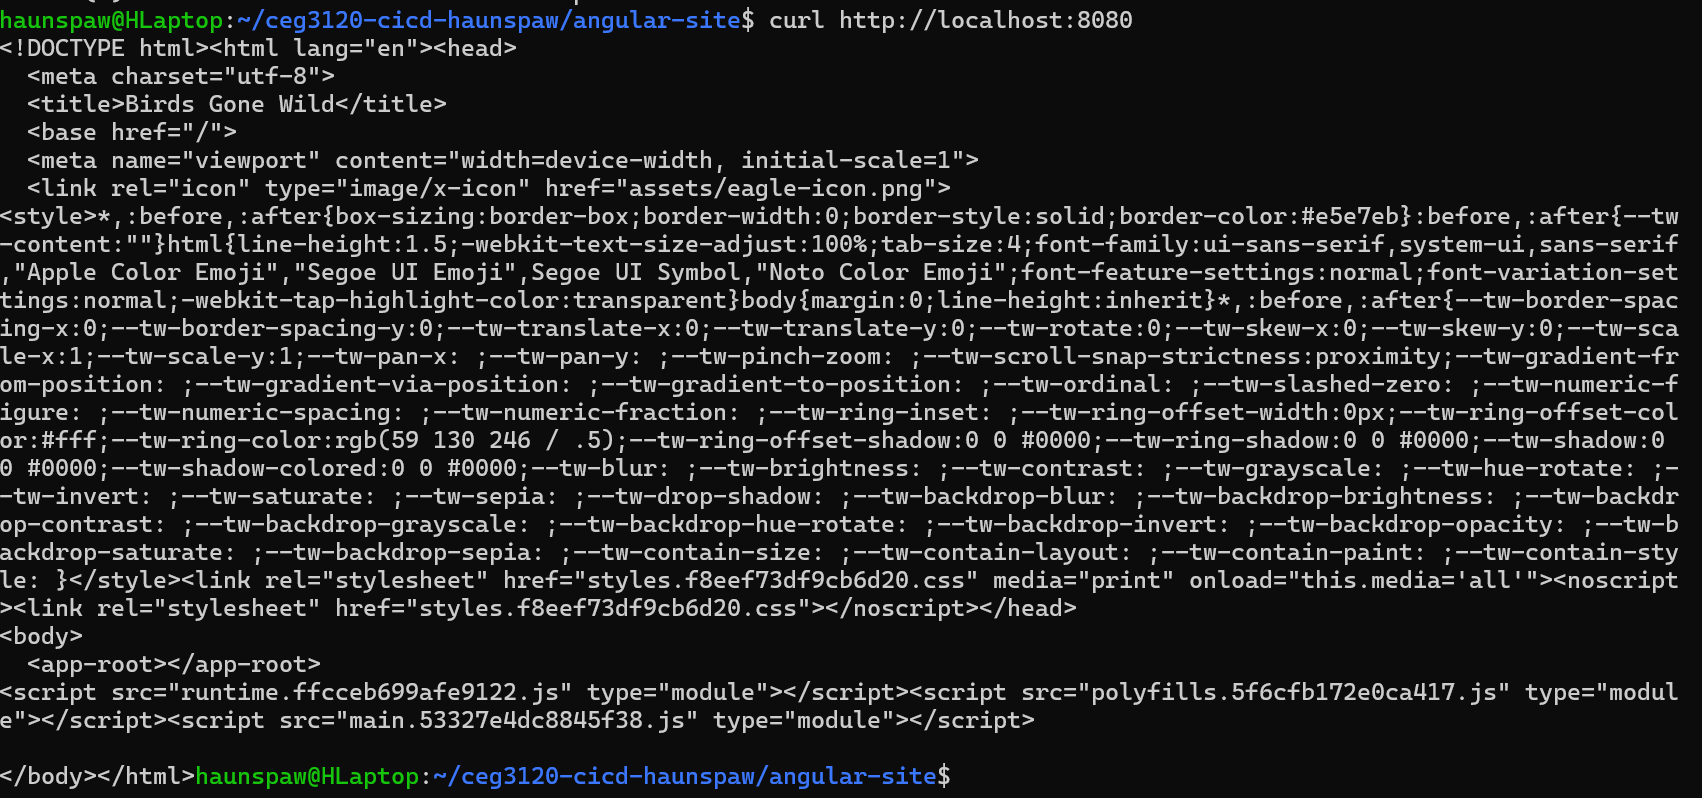 haunspaw@HLaptop:~/ceg3120-cicd-haunspaw/angular-site$ curl http://localhost:8080
<!DOCTYPE html><html lang="en"><head>
  <meta charset="utf-8">
  <title>Birds Gone Wild</title>
  <base href="/">
  <meta name="viewport" content="width=device-width, initial-scale=1">
  <link rel="icon" type="image/x-icon" href="assets/eagle-icon.png">
<style>*,:before,:after{box-sizing:border-box;border-width:0;border-style:solid;border-color:#e5e7eb}:before,:after{--tw
-content:""}html{line-height:1.5;-webkit-text-size-adjust:100%;tab-size:4;font-family:ui-sans-serif,system-ui,sans-serif
,"Apple Color Emoji","Segoe UI Emoji",Segoe UI Symbol,"Noto Color Emoji";font-feature-settings:normal;font-variation-set
tings:normal;-webkit-tap-highlight-color:transparent}body{margin:0;line-height:inherit}*,:before,:after{--tw-border-spac
ing-x:0;--tw-border-spacing-y:0;--tw-translate-x:0;--tw-translate-y:0;--tw-rotate:0;--tw-skew-x:0;--tw-skew-y:0;--tw-sca
le-x:1;--tw-scale-y:1;--tw-pan-x: ;--tw-pan-y: ;--tw-pinch-zoom: ;--tw-scroll-snap-strictness:proximity;--tw-gradient-fr
om-position: ;--tw-gradient-via-position: ;--tw-gradient-to-position: ;--tw-ordinal: ;--tw-slashed-zero: ;--tw-numeric-f
igure: ;--tw-numeric-spacing: ;--tw-numeric-fraction: ;--tw-ring-inset: ;--tw-ring-offset-width:0px;--tw-ring-offset-col
or:#fff;--tw-ring-color:rgb(59 130 246 / .5);--tw-ring-offset-shadow:0 0 #0000;--tw-ring-shadow:0 0 #0000;--tw-shadow:0 
0 #0000;--tw-shadow-colored:0 0 #0000;--tw-blur: ;--tw-brightness: ;--tw-contrast: ;--tw-grayscale: ;--tw-hue-rotate: ;-
-tw-invert: ;--tw-saturate: ;--tw-sepia: ;--tw-drop-shadow: ;--tw-backdrop-blur: ;--tw-backdrop-brightness: ;--tw-backdr
op-contrast: ;--tw-backdrop-grayscale: ;--tw-backdrop-hue-rotate: ;--tw-backdrop-invert: ;--tw-backdrop-opacity: ;--tw-b
ackdrop-saturate: ;--tw-backdrop-sepia: ;--tw-contain-size: ;--tw-contain-layout: ;--tw-contain-paint: ;--tw-contain-sty
le: }</style><link rel="stylesheet" href="styles.f8eef73df9cb6d20.css" media="print" onload="this.media='all'"><noscript
><link rel="stylesheet" href="styles.f8eef73df9cb6d20.css"></noscript></head>
<body>
  <app-root></app-root>
<script src="runtime.ffcceb699afe9122.js" type="module"></script><script src="polyfills.5f6cfb172e0ca417.js" type="modul
e"></script><script src="main.53327e4dc8845f38.js" type="module"></script>

</body></html>haunspaw@HLaptop:~/ceg3120-cicd-haunspaw/angular-site$